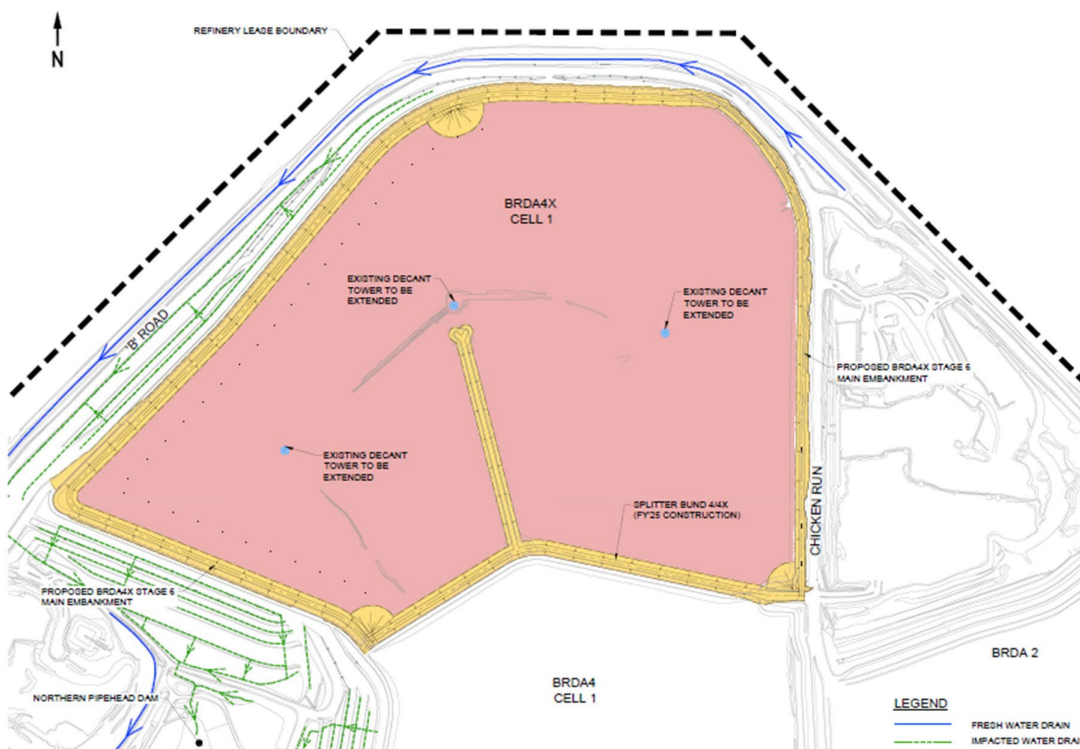 REFINERY LEASE BOUNDARY
N
BRDA4X
CELL 1
EXISTING DECANT
TOWER TO BE
EXTENDED
EXISTING DECANT
TOWER TO BE
EXTENDED
'B' ROAD
PROPOSED BRDA4X STAGE 6
MAIN EMBANKMENT
EXISTING DECANT
TOWER TO BE
EXTENDED
SPLITTER BUND 4/4X
(FY'25 CONSTRUCTION)
CHICKEN RUN
PROPOSED BRDA4X STAGE 6
MAIN EMBANKMENT
BRDA 2
BRDA4
CELL 1
NORTHERN PIPEHEAD DAM
LEGEND
FRESH WATER DRAIN
IMPACTED WATER DRAI